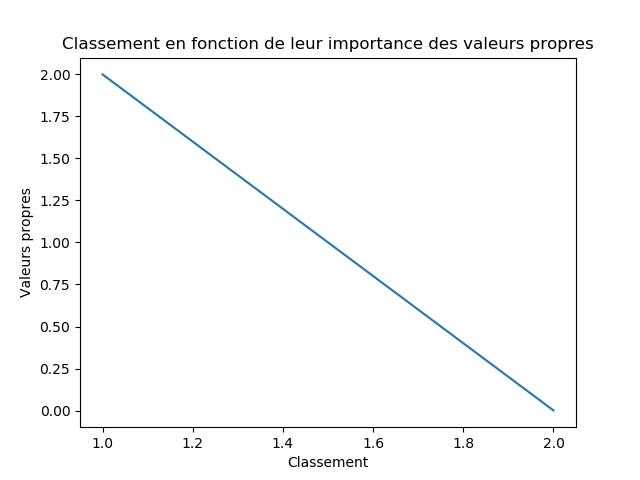 Classement en fonction de leur importance des valeurs propres
2.00
1.75
1.50
1.25
1.00
0.75
0.50
0.25
0.00
Valeurs propres
1.0 1.2 1.4 1.6 1.8 2.0
Classement